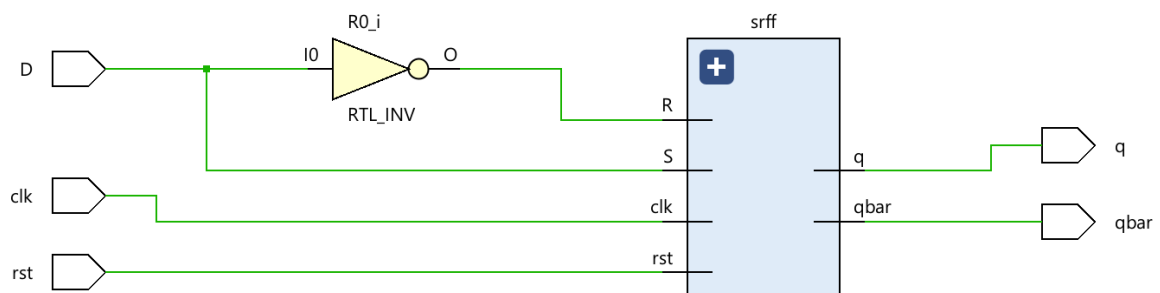 R0_i
srff
D
I0
O
RTL_INV
R
S
q
q
clk
clk
qbar
qbar
rst
rst